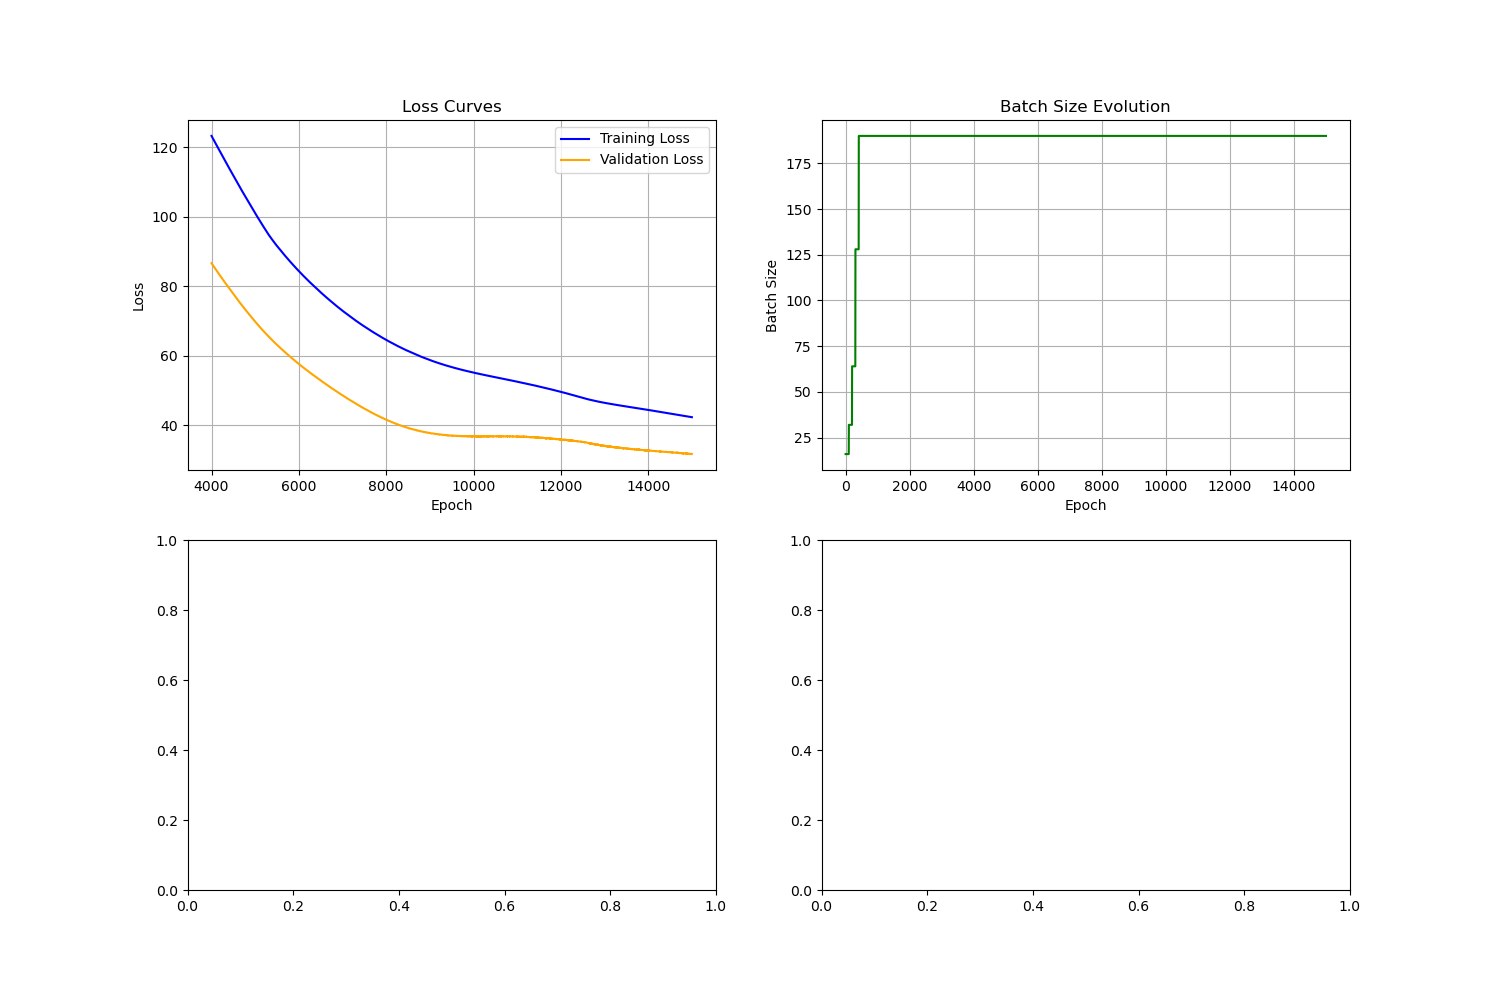 Loss Curves
Training Loss
Validation Loss
120
100
80
60
40
Loss
4000 6000 8000 10000 12000 14000
Epoch
Batch Size Evolution
175
150
125
100
75
50
25
Batch Size
0 2000 4000 6000 8000 10000 12000 14000
Epoch
1.0
0.8
0.6
0.4
0.2
0.0
0.0 0.2 0.4 0.6 0.8 1.0
1.0
0.8
0.6
0.4
0.2
0.0
0.0 0.2 0.4 0.6 0.8 1.0